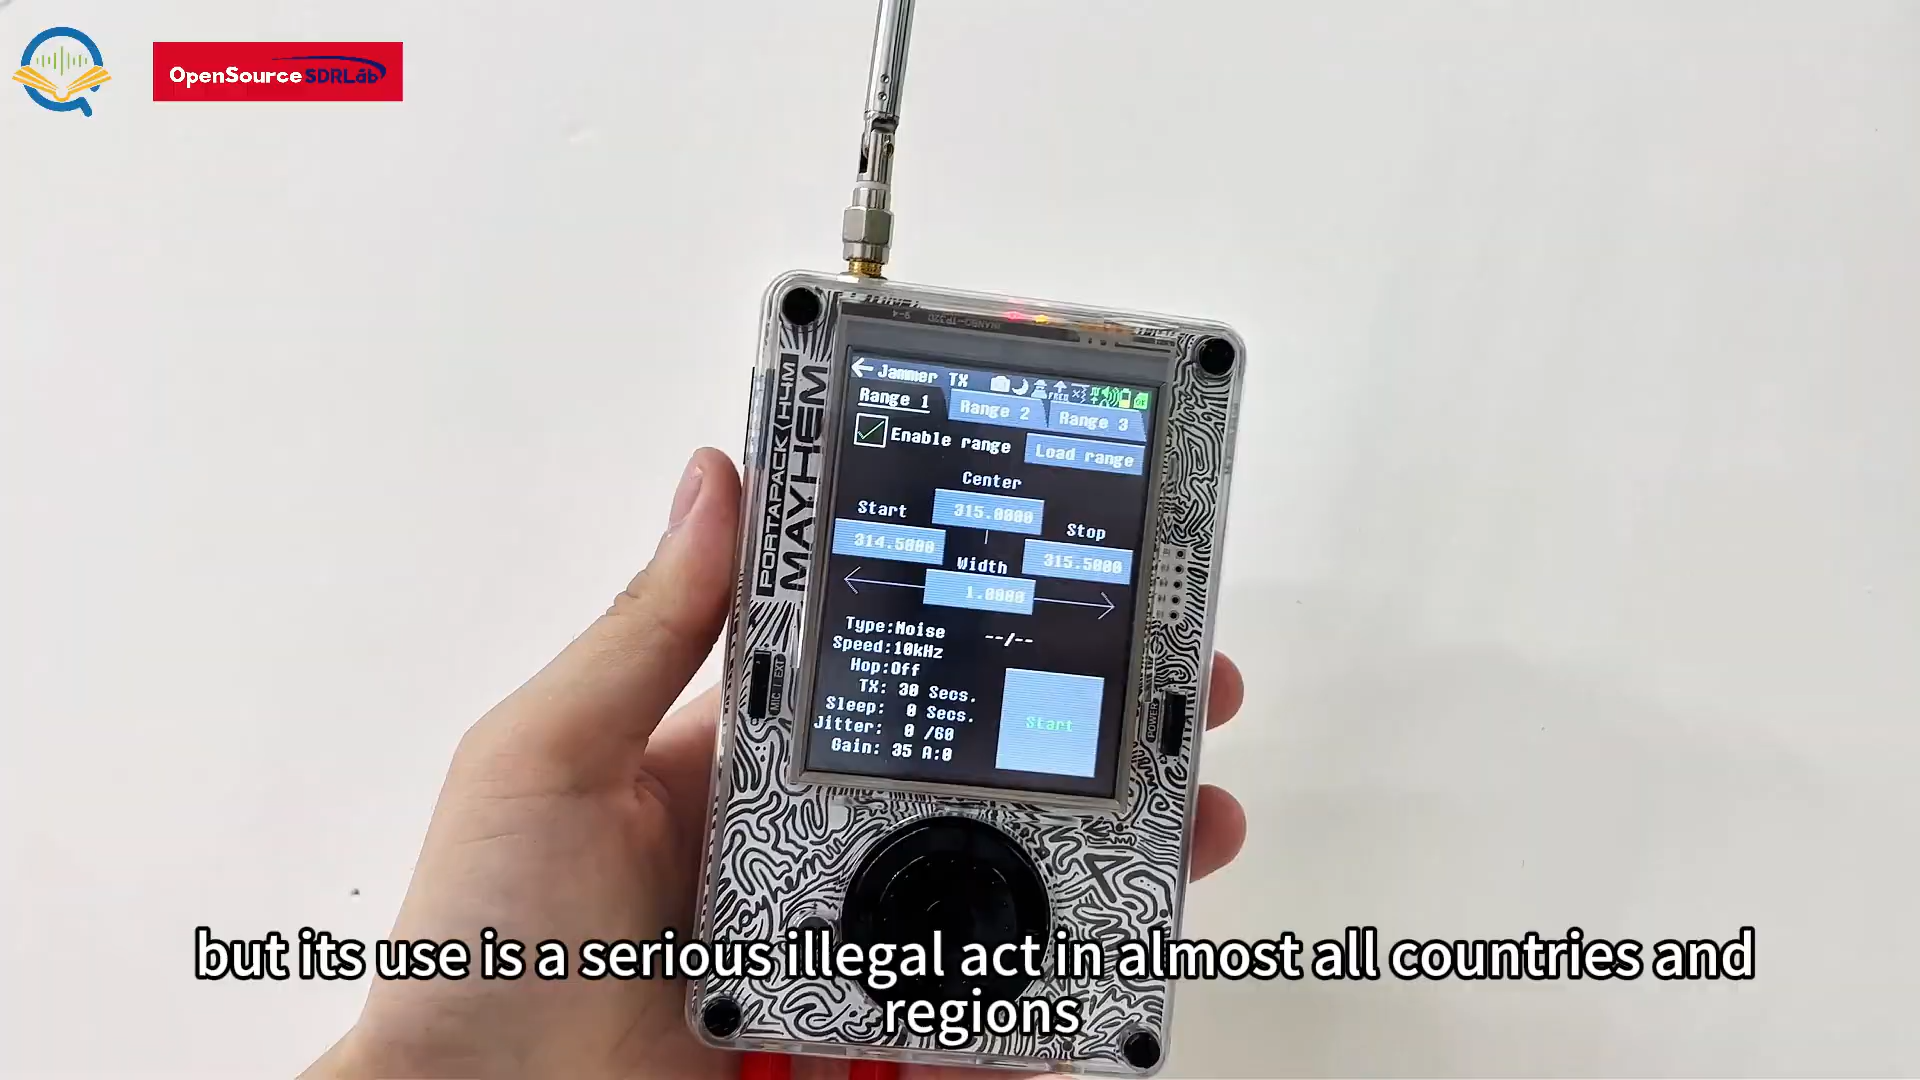 OpenSourceSDRLab
PORTAPACK(H4M
MAYHEM
Jammer TX
Range 1
Range 2
Range 3
Enable range
Load range
Center
315.0000
Start
Stop
314.5000
315.5000
Width
1.0000
Type:Noise
--/--
Speed:10kHz
Hop:Off
TX: 30 Secs.
Sleep: 0 Secs.
Jitter: 0 /60
Gain: 35 A:0
Start
MIC | EXT
POWER
mayhem
but its use is a serious illegal act in almost all countries and
regions